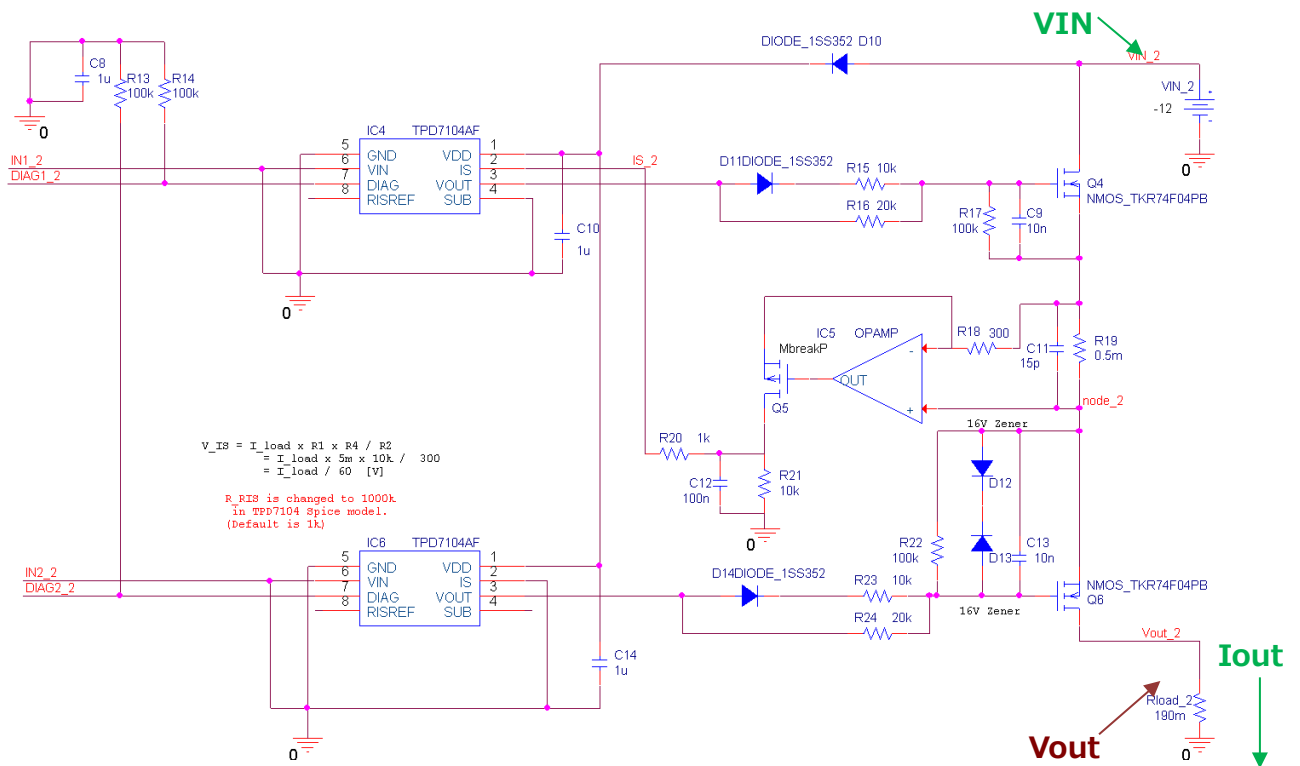 VIN
DIODE_1SS352 D10
VIN_2
C8
1u
R13
100k
R14
100k
VIN_2
-12
0
0
IC4 TPD7104AF
IN1_2
DIAG1_2
5
6
7
8
GND
VIN
DIAG
RISREF
VDD
IS
VOUT
SUB
1
2
3
4
IS_2
D11DIODE_1SS352
R15 10k
R16 20k
Q4
NMOS_TKR74F04PB
R17
100k
C9
10n
C10
1u
0
IC5 OPAMP
MbreakP
OUT
-
+
Q5
R18 300
C11
15p
R19
0.5m
node_2
16V Zener
R20 1k
C12
100n
R21
10k
0
V_IS = I_load x R1 x R4 / R2
= I_load x 5m x 10k / 300
= I_load / 60 [V]
R_RIS is changed to 1000k
in TPD7104 Spice model.
(Default is 1k)
D12
D13
R22
100k
C13
10n
IC6 TPD7104AF
IN2_2
DIAG2_2
5
6
7
8
GND
VIN
DIAG
RISREF
VDD
IS
VOUT
SUB
1
2
3
4
D14DIODE_1SS352
R23 10k
R24 20k
16V Zener
NMOS_TKR74F04PB
Q6
Vout_2
C14
1u
0
Iout
Rload_2
190m
Vout
0